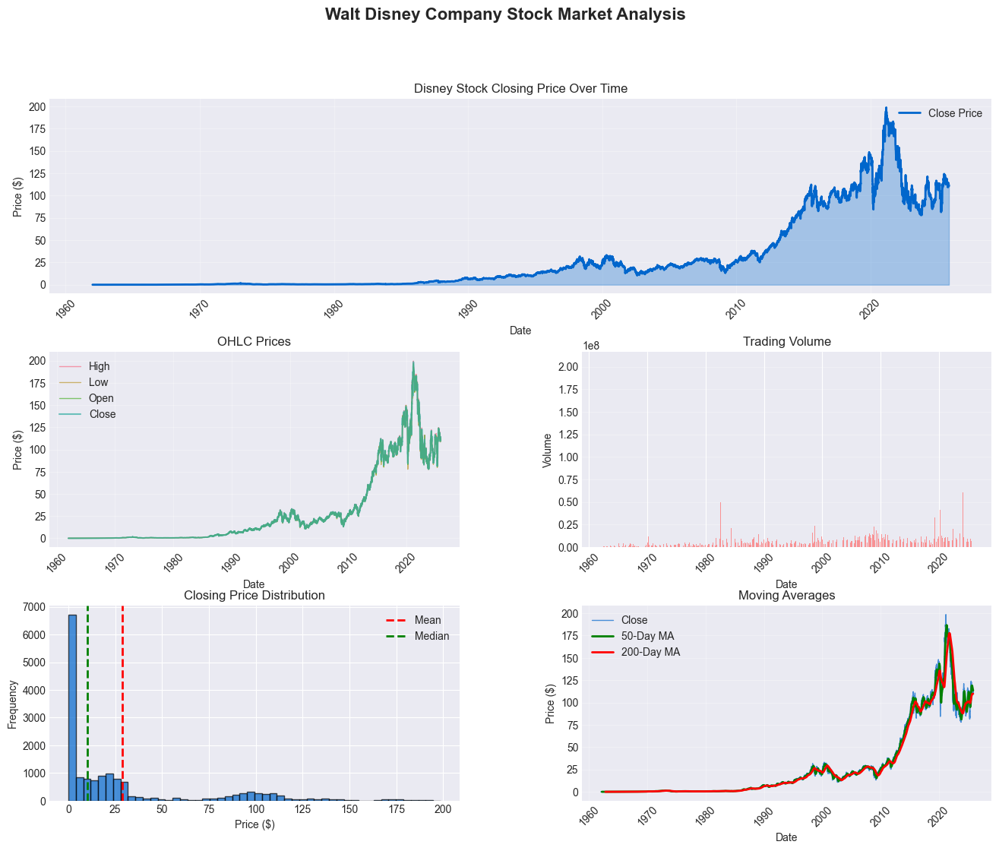 Walt Disney Company Stock Market Analysis
Disney Stock Closing Price Over Time
Price ($)
200
175
150
125
100
75
50
25
0
Close Price
1960 1970 1980 1990 2000 2010 2020
Date
OHLC Prices
Price ($)
200
175
150
125
100
75
50
25
0
High
Low
Open
Close
1960 1970 1980 1990 2000 2010 2020
Date
Trading Volume
1e8
Volume
2.00
1.75
1.50
1.25
1.00
0.75
0.50
0.25
0.00
1960 1970 1980 1990 2000 2010 2020
Date
Closing Price Distribution
Frequency
7000
6000
5000
4000
3000
2000
1000
0
Mean
Median
0 25 50 75 100 125 150 175 200
Price ($)
Moving Averages
Price ($)
200
175
150
125
100
75
50
25
0
Close
50-Day MA
200-Day MA
1960 1970 1980 1990 2000 2010 2020
Date